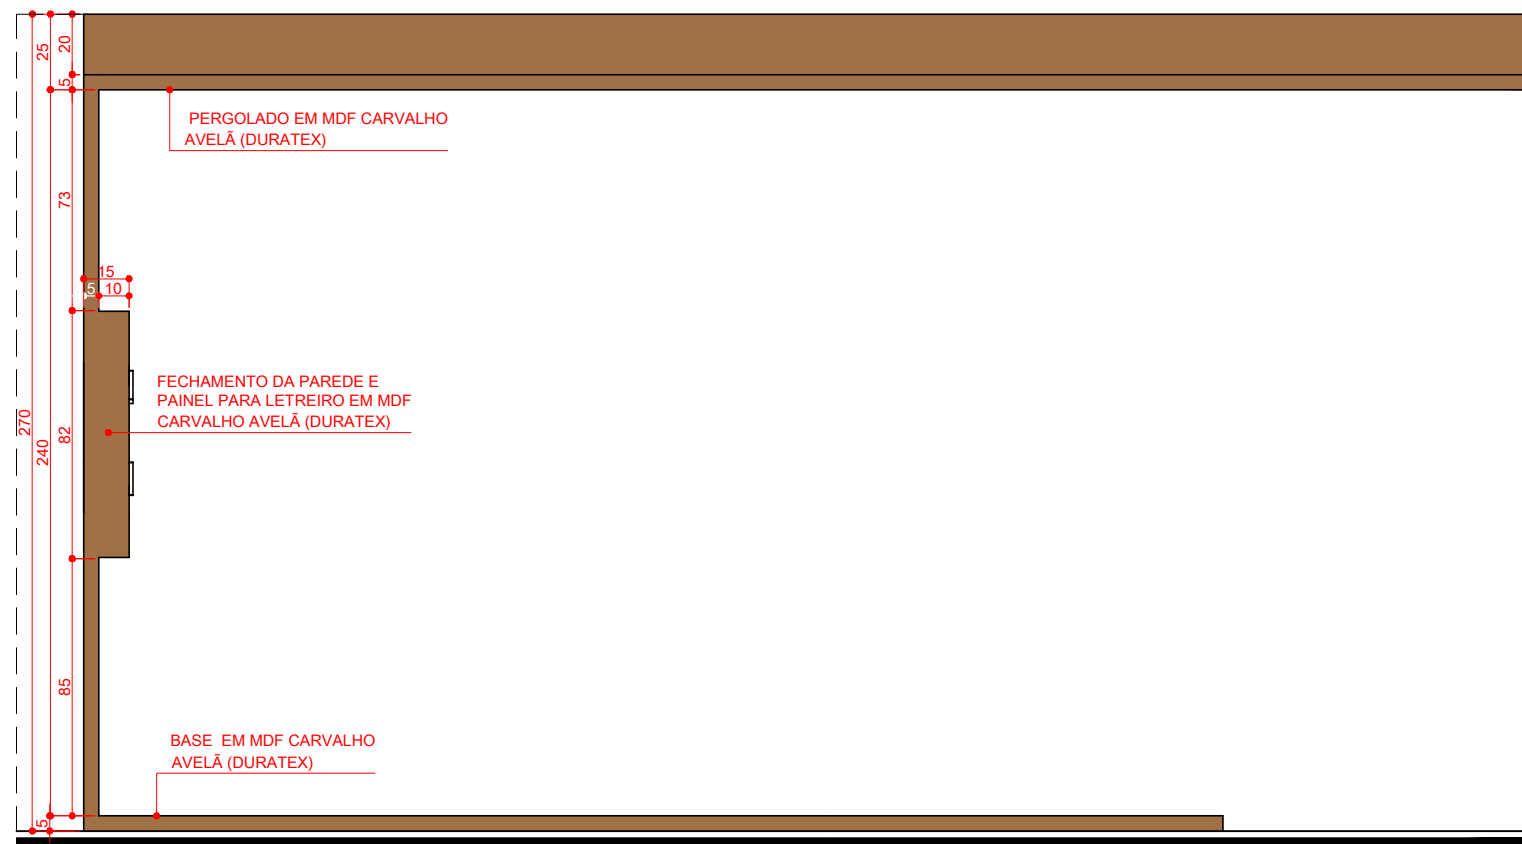 25
20
5
PERGOLADO EM MDF CARVALHO
AVELÃ (DURATEX)
73
15
5
10
FECHAMENTO DA PAREDE E
PAINEL PARA LETREIRO EM MDF
CARVALHO AVELÃ (DURATEX)
270
240
82
85
BASE EM MDF CARVALHO
AVELÃ (DURATEX)
5